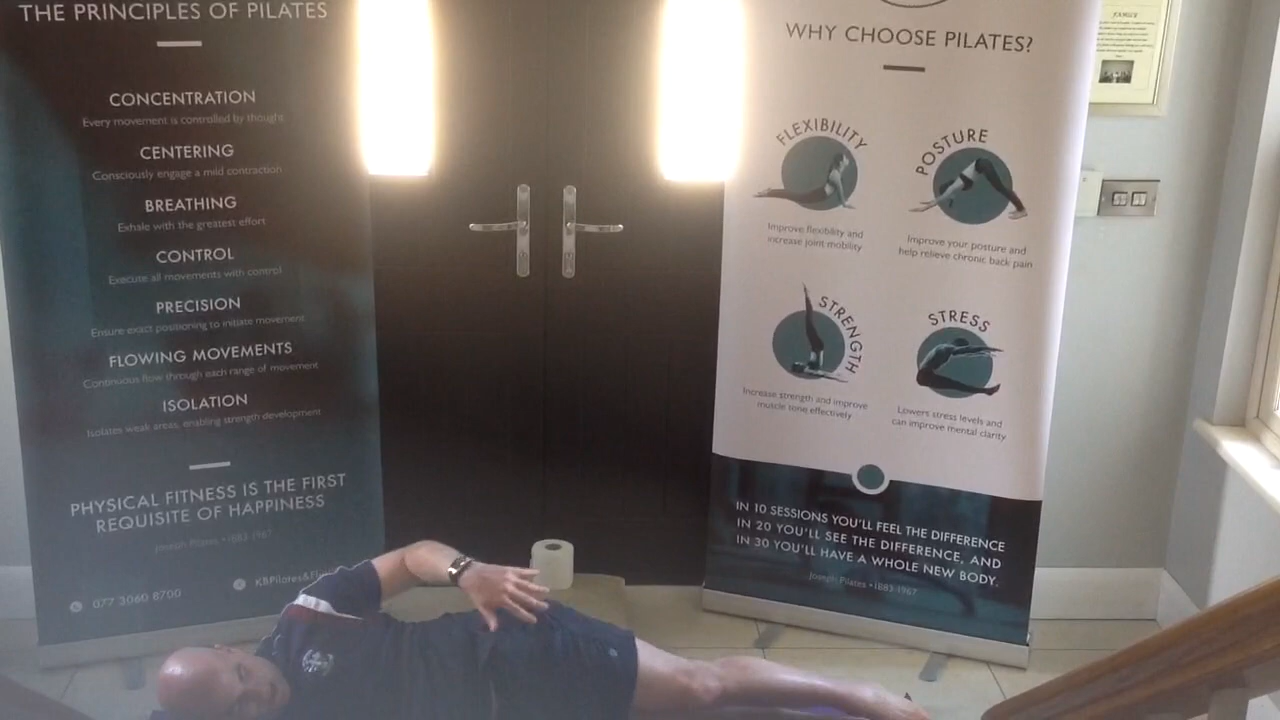 THE PRINCIPLES OF PILATES
CONCENTRATION
Every movement is controlled by thought
CENTERING
Consciously engage a mild contraction
BREATHING
Exhale with the greatest effort
CONTROL
Execute all movements with control
PRECISION
Ensure exact positioning to initiate movement
FLOWING MOVEMENTS
Continuous flow through each range of movement
ISOLATION
Isolates weak areas, enabling strength development
PHYSICAL FITNESS IS THE FIRST
REQUISITE OF HAPPINESS
Joseph Pilates • 1883-1967
077 3060 8700
WHY CHOOSE PILATES?
FLEXIBILITY
Improve flexibility and
increase joint mobility
POSTURE
Improve your posture and
help relieve chronic back pain
STRENGTH
Increase strength and improve
muscle tone effectively
STRESS
Lowers stress levels and
can improve mental clarity
IN 10 SESSIONS YOU'LL FEEL THE DIFFERENCE
IN 20 YOU'LL SEE THE DIFFERENCE, AND
IN 30 YOU'LL HAVE A WHOLE NEW BODY.
Joseph Pilates • 1883-1967
FAMILY